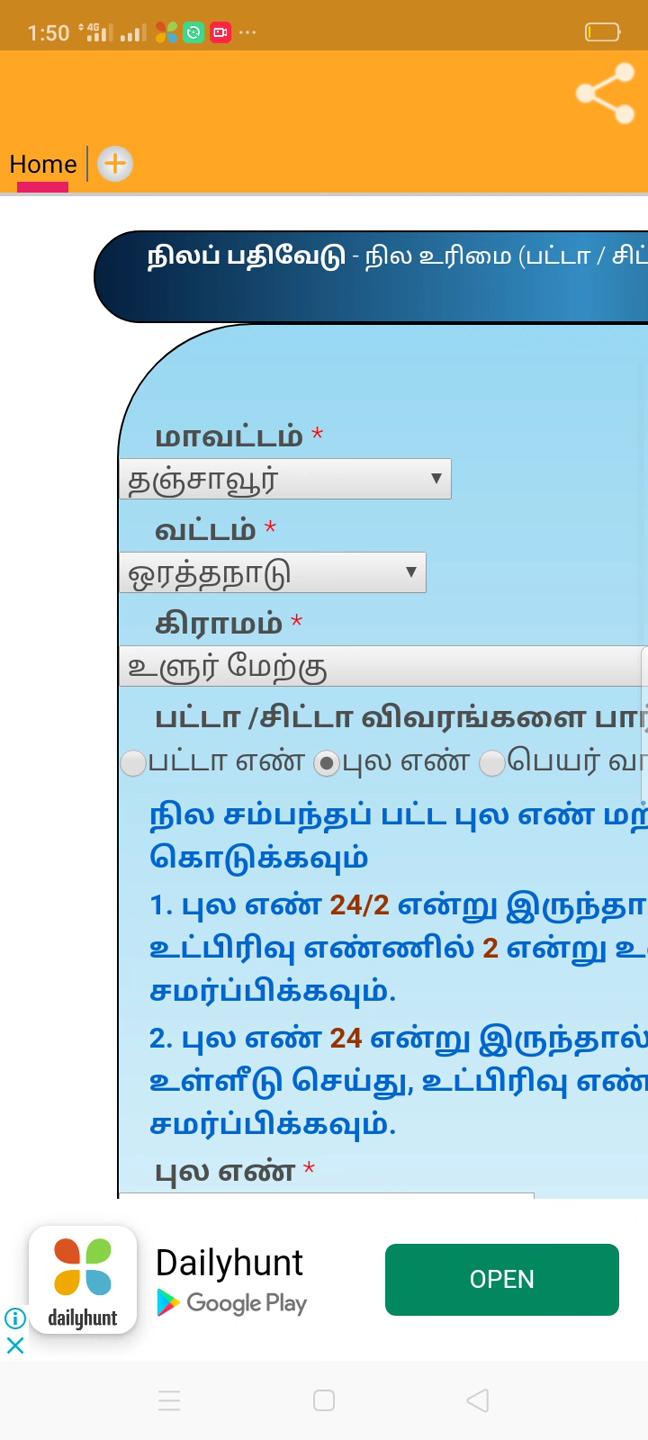 1:50 4G
Home
நிலப் பதிவேடு - நில உரிமை (பட்டா /
மாவட்டம் *
தஞ்சாவூர்
வட்டம் *
ஒரத்தநாடு
கிராமம் *
உளுர் மேற்கு
பட்டா /சிட்டா விவரங்களை
பட்டா எண் புல எண் பெயர்
நில சம்பந்தப் பட்ட புல எண்
கொடுக்கவும்
1. புல எண் 24/2 என்று
உட்பிரிவு எண்ணில் 2 என்று
சமர்ப்பிக்கவும்.
2. புல எண் 24 என்று இருந்தால்
உள்ளீடு செய்து, உட்பிரிவு
சமர்ப்பிக்கவும்.
புல எண் *
Dailyhunt
Google Play
OPEN
dailyhunt